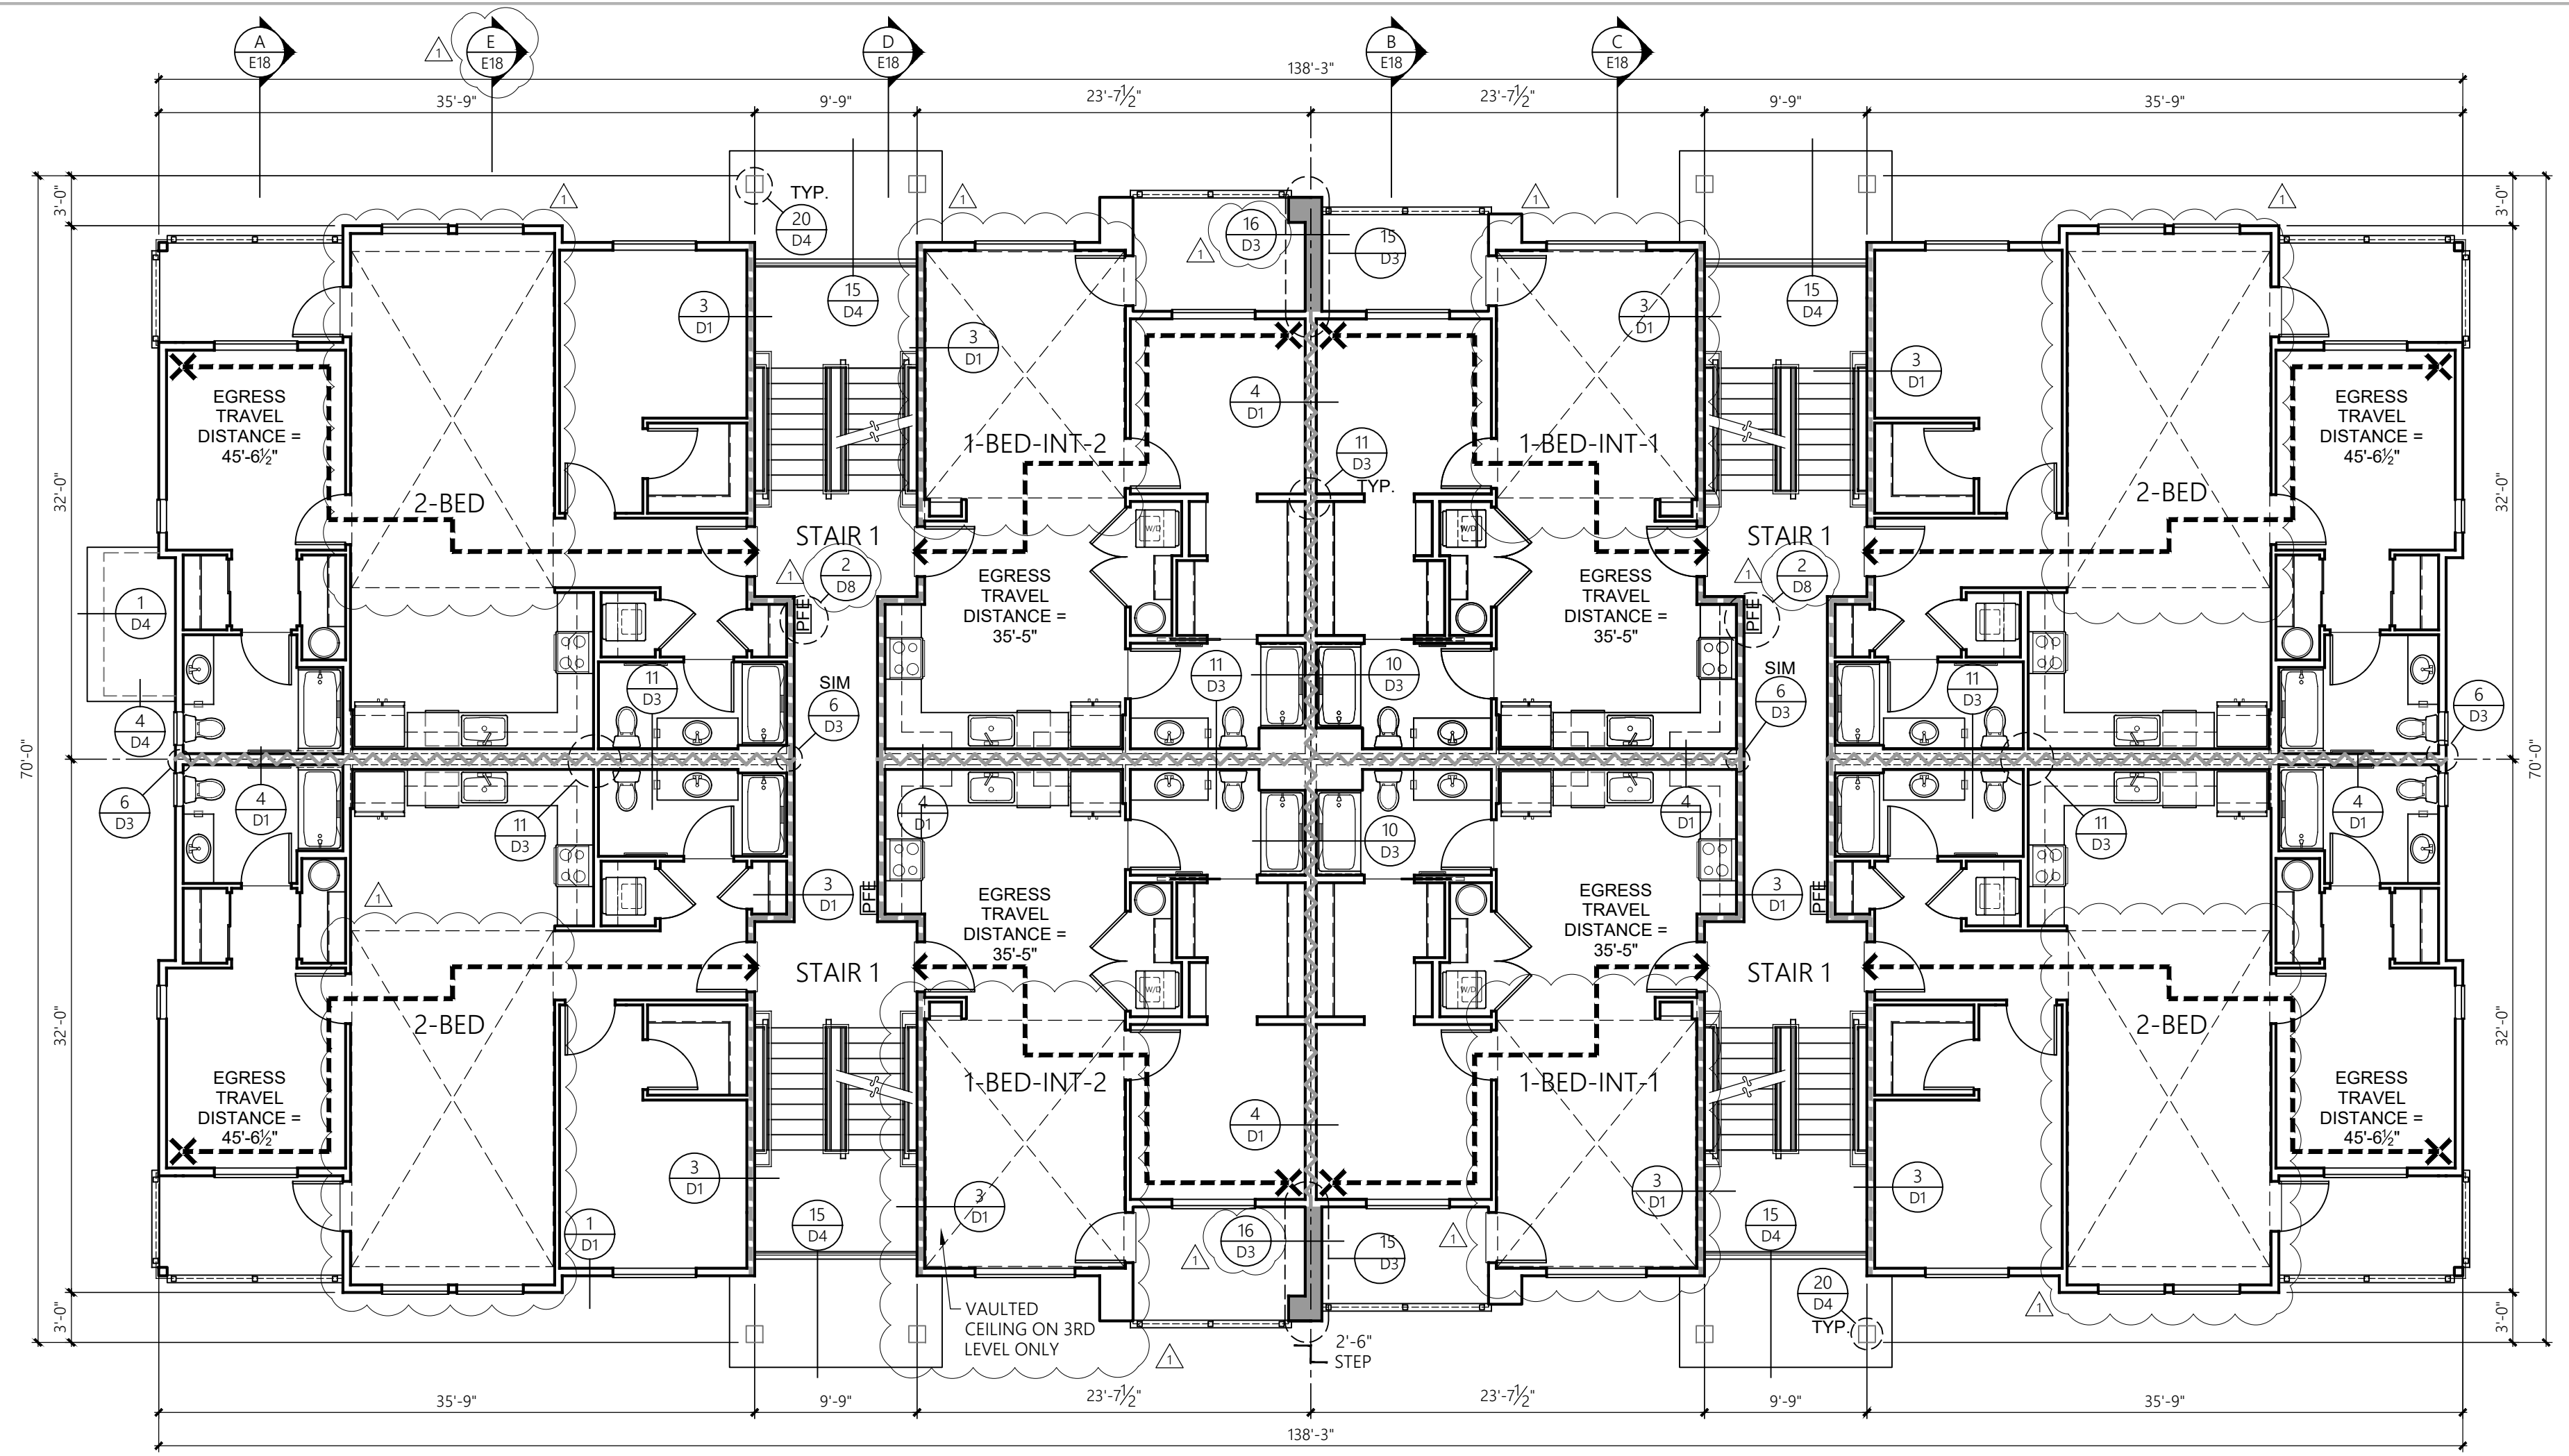 A
E18
1
E
E18
D
E18
B
E18
C
E18
138'-3"
35'-9"
9'-9"
23'-7½"
23'-7½"
9'-9"
35'-9"
3'-0"
3'-0"
1
TYP.
20
D4
1
16
D3
1
15
D3
1
1
3
D1
15
D4
3
D1
3
D1
15
D4
3
D1
EGRESS
TRAVEL
DISTANCE =
45'-6½"
4
D1
EGRESS
TRAVEL
DISTANCE =
45'-6½"
1-BED-INT-2
11
D3
TYP.
1-BED-INT-1
32'-0"
2-BED
2-BED
32'-0"
W/D
W/D
STAIR 1
STAIR 1
1
2
D8
1
2
D8
EGRESS
TRAVEL
DISTANCE =
35'-5"
EGRESS
TRAVEL
DISTANCE =
35'-5"
1
D4
PFE
PFE
11
D3
SIM
6
D3
11
D3
10
D3
SIM
6
D3
11
D3
6
D3
4
D4
70'-0"
70'-0"
6
D3
4
D1
11
D3
4
D1
10
D3
4
D1
11
D3
4
D1
1
3
D1
PFE
3
D1
PFE
EGRESS
TRAVEL
DISTANCE =
35'-5"
EGRESS
TRAVEL
DISTANCE =
35'-5"
STAIR 1
STAIR 1
W/D
W/D
32'-0"
2-BED
2-BED
32'-0"
1-BED-INT-2
1-BED-INT-1
EGRESS
TRAVEL
DISTANCE =
45'-6½"
4
D1
EGRESS
TRAVEL
DISTANCE =
45'-6½"
3
D1
3
D1
3
D1
3
D1
1
D1
15
D4
1
16
D3
15
D3
1
15
D4
20
D4
TYP.
1
3'-0"
VAULTED
CEILING ON 3RD
LEVEL ONLY
1
2'-6"
STEP
3'-0"
35'-9"
9'-9"
23'-7½"
23'-7½"
9'-9"
35'-9"
138'-3"